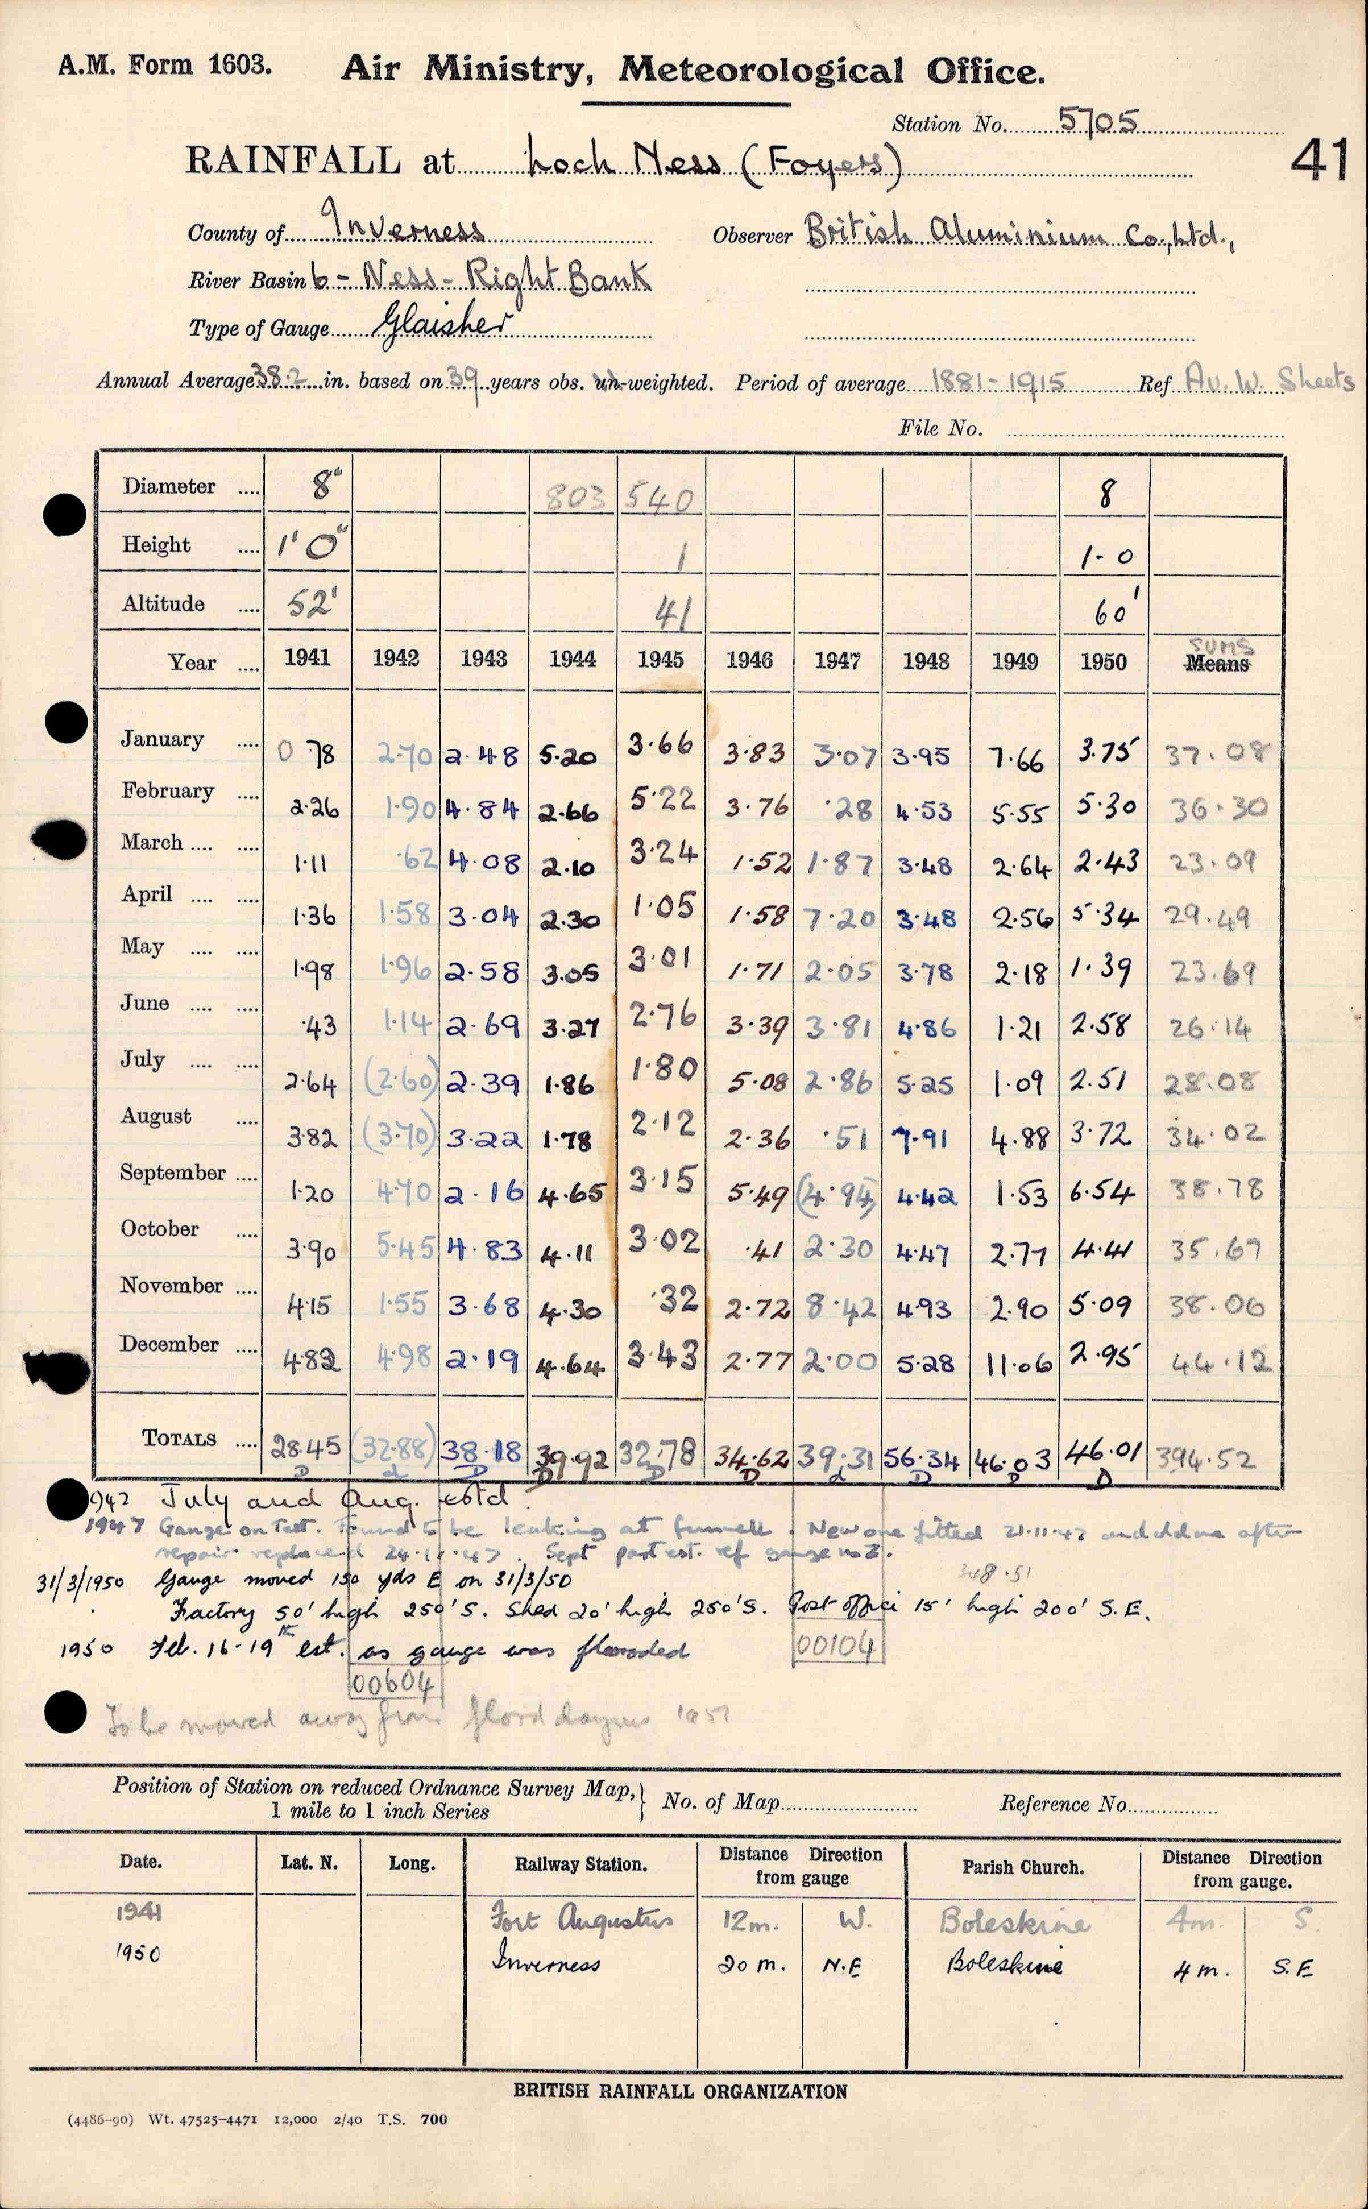 A.M. Form 1603. Air Ministry, Meteorological Office.
Station No. 5705
41
RAINFALL at Loch Ness (Foyers)
County of Inverness Observer British Aluminium Co., Ltd.,
River Basin 6 - Ness - Right Bank
Type of Gauge Glaisher
Annual Average 38.2 in. based on 39 years obs. un-weighted. Period of average 1881-1915 Ref Av. W. Sheets
File No.
Diameter .... 8" 803 540 8
Height .... 1' 0" 1 1-0
Altitude .... 52' 41 60'
SUMS
Year .... 1941 1942 1943 1944 1945 1946 1947 1948 1949 1950 Means
January .... 0.78 2.70 2.48 5.20 3.66 3.83 3.07 3.95 7.66 3.75 37.08
February .... 2.26 1.90 4.84 2.66 5.22 3.76 .28 4.53 5.55 5.30 36.30
March .... .... 1.11 .62 4.08 2.10 3.24 1.52 1.87 3.48 2.64 2.43 23.09
April .... .... 1.36 1.58 3.04 2.30 1.05 1.58 7.20 3.48 2.56 5.34 29.49
May .... .... 1.98 1.96 2.58 3.05 3.01 1.71 2.05 3.78 2.18 1.39 23.69
June .... .... .43 1.14 2.69 3.27 2.76 3.39 3.81 4.86 1.21 2.58 26.14
July .... .... 2.64 (2.60) 2.39 1.86 1.80 5.08 2.86 5.25 1.09 2.51 28.08
August .... 3.82 (3.70) 3.22 1.78 2.12 2.36 .51 7.91 4.88 3.72 34.02
September .... 1.20 4.70 2.16 4.65 3.15 5.49 (4.94) 4.42 1.53 6.54 38.78
October .... 3.90 5.45 4.83 4.11 3.02 .41 2.30 4.47 2.77 4.41 35.67
November .... 4.15 1.55 3.68 4.30 .32 2.72 8.42 4.93 2.90 5.09 38.06
December .... 4.82 4.98 2.19 4.64 3.43 2.77 2.00 5.28 11.06 2.95 44.12
TOTALS .... 28.45 (32.88) 38.18 39.92 32.78 34.62 39.31 56.34 46.03 46.01 394.52
1942 July and Aug. estd.
1947 Gauge on Test. Found to be leaking at funnel. New one fitted 21.11.47 and old one after
repair replaced 24.11.47. Sept part est. ref gauge no 2.
348.51
31/3/1950 Gauge moved 150 yds E on 31/3/50
Factory 50' high 250' S. Shed 20' high 250' S. Post office 15' high 200' S.E.
1950 Feb. 16-19th est. as gauge was flooded
00104
00604
To be moved away from flood 1951
Position of Station on reduced Ordnance Survey Map, 1 mile to 1 inch Series } No. of Map Reference No.
Date. Lat. N. Long. Railway Station. Distance Direction from gauge Parish Church. Distance Direction from gauge.
1941 Fort Augustus 12m. W. Boleskine 4m. S.
1950 Inverness 20 m. N.E Boleskine 4 m. S.E
BRITISH RAINFALL ORGANIZATION
(4486-90) Wt. 47525-4471 12,000 2/40 T.S. 700